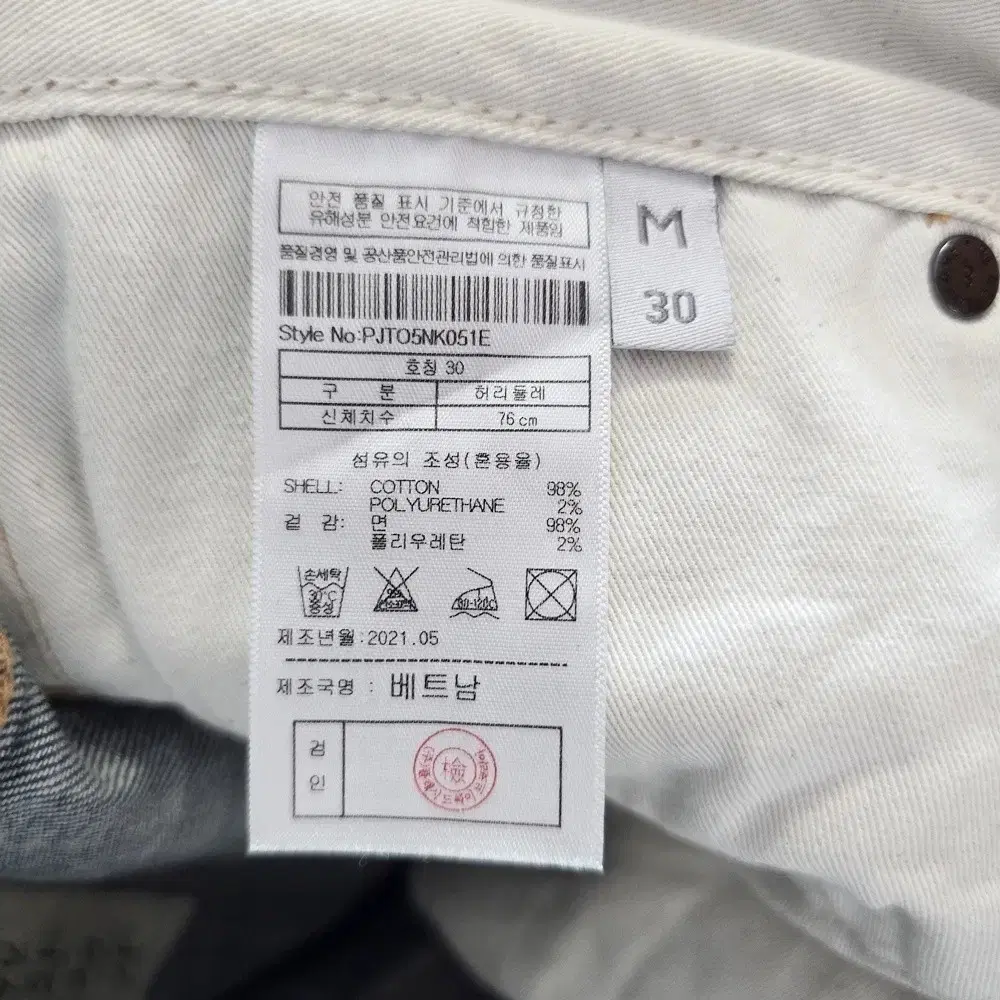 안전 품질 표시 기준에서 규정한
유해성분 안전요건에 적합한 제품임
품질경영 및 공산품안전관리법에 의한 품질표시
Style No:PJTO5NK051E
호칭 30
구 분 허리둘레
신체치수 76cm
섬유의 조성(혼용율)
SHELL: COTTON 98%
POLYURETHANE 2%
겉 감: 면 98%
폴리우레탄 2%
손세탁
30°C
중성
80-120°C
제조년월:2021.05
제조국명 : 베트남
검
인
檢
M
30